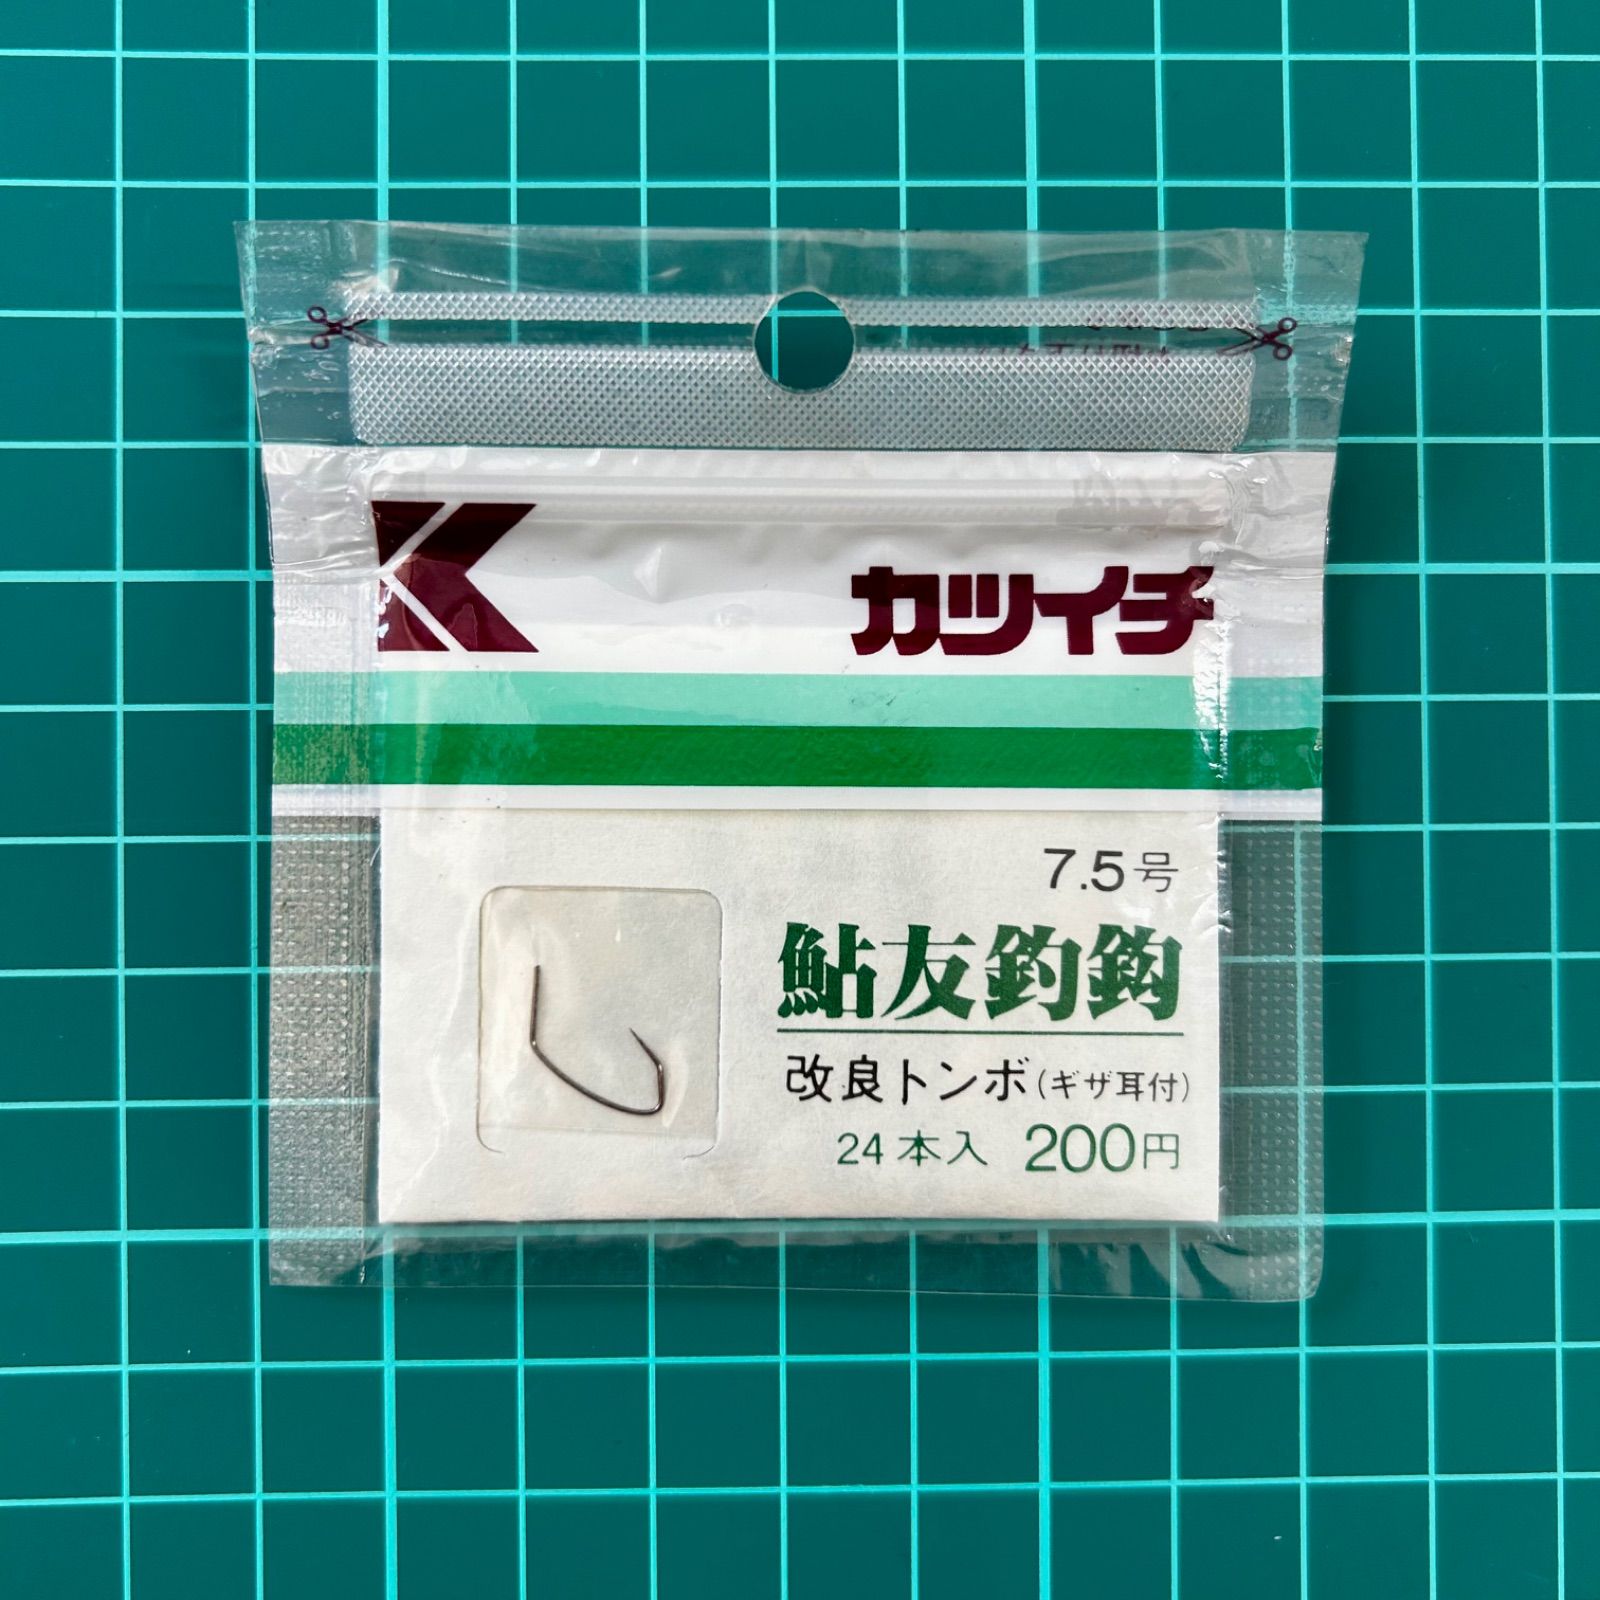 カツイチ
7.5号
鮎友釣鈎
改良トンボ(ギザ耳付)
24本入 200円